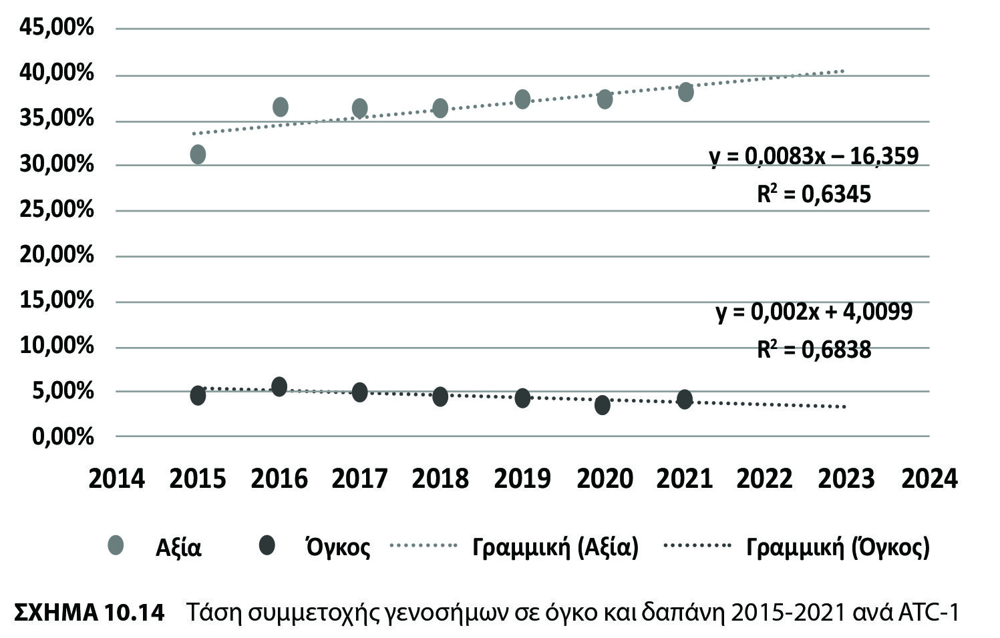 45,00%
40,00%
35,00%
30,00%
25,00%
20,00%
15,00%
10,00%
5,00%
0,00%
y = 0,0083x – 16,359
R² = 0,6345
y = 0,002x + 4,0099
R² = 0,6838
2014 2015 2016 2017 2018 2019 2020 2021 2022 2023 2024
Αξία Όγκος Γραμμική (Αξία) Γραμμική (Όγκος)
ΣΧΗΜΑ 10.14 Τάση συμμετοχής γενοσήμων σε όγκο και δαπάνη 2015-2021 ανά ATC-1